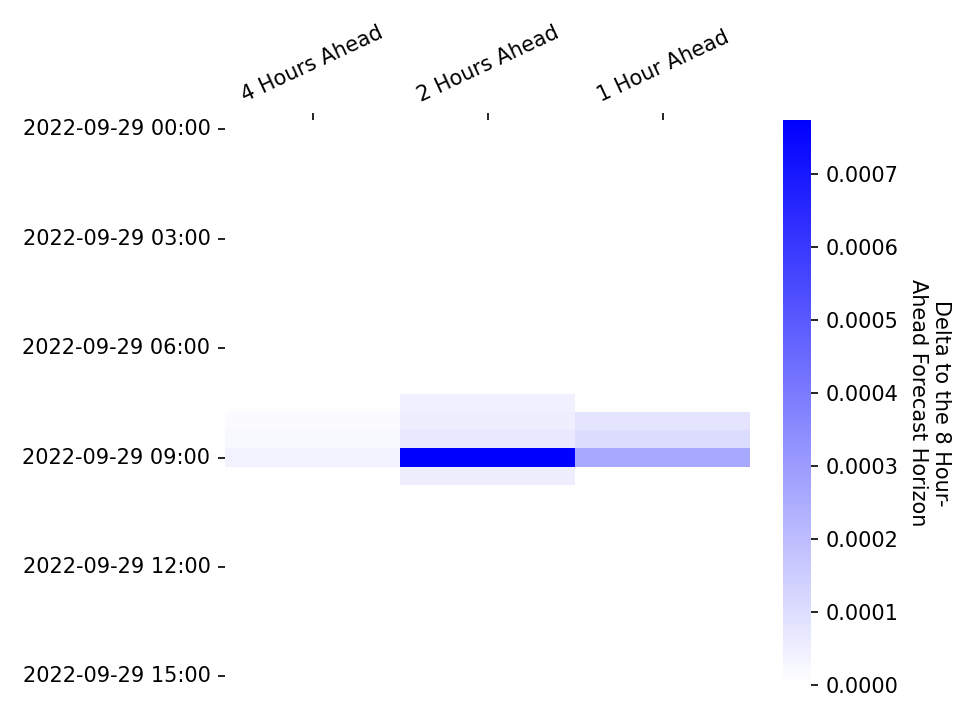 4 Hours Ahead
2 Hours Ahead
1 Hour Ahead
2022-09-29 00:00
2022-09-29 03:00
2022-09-29 06:00
2022-09-29 09:00
2022-09-29 12:00
2022-09-29 15:00
0.0007
0.0006
0.0005
0.0004
0.0003
0.0002
0.0001
0.0000
Delta to the 8 Hour-
Ahead Forecast Horizon